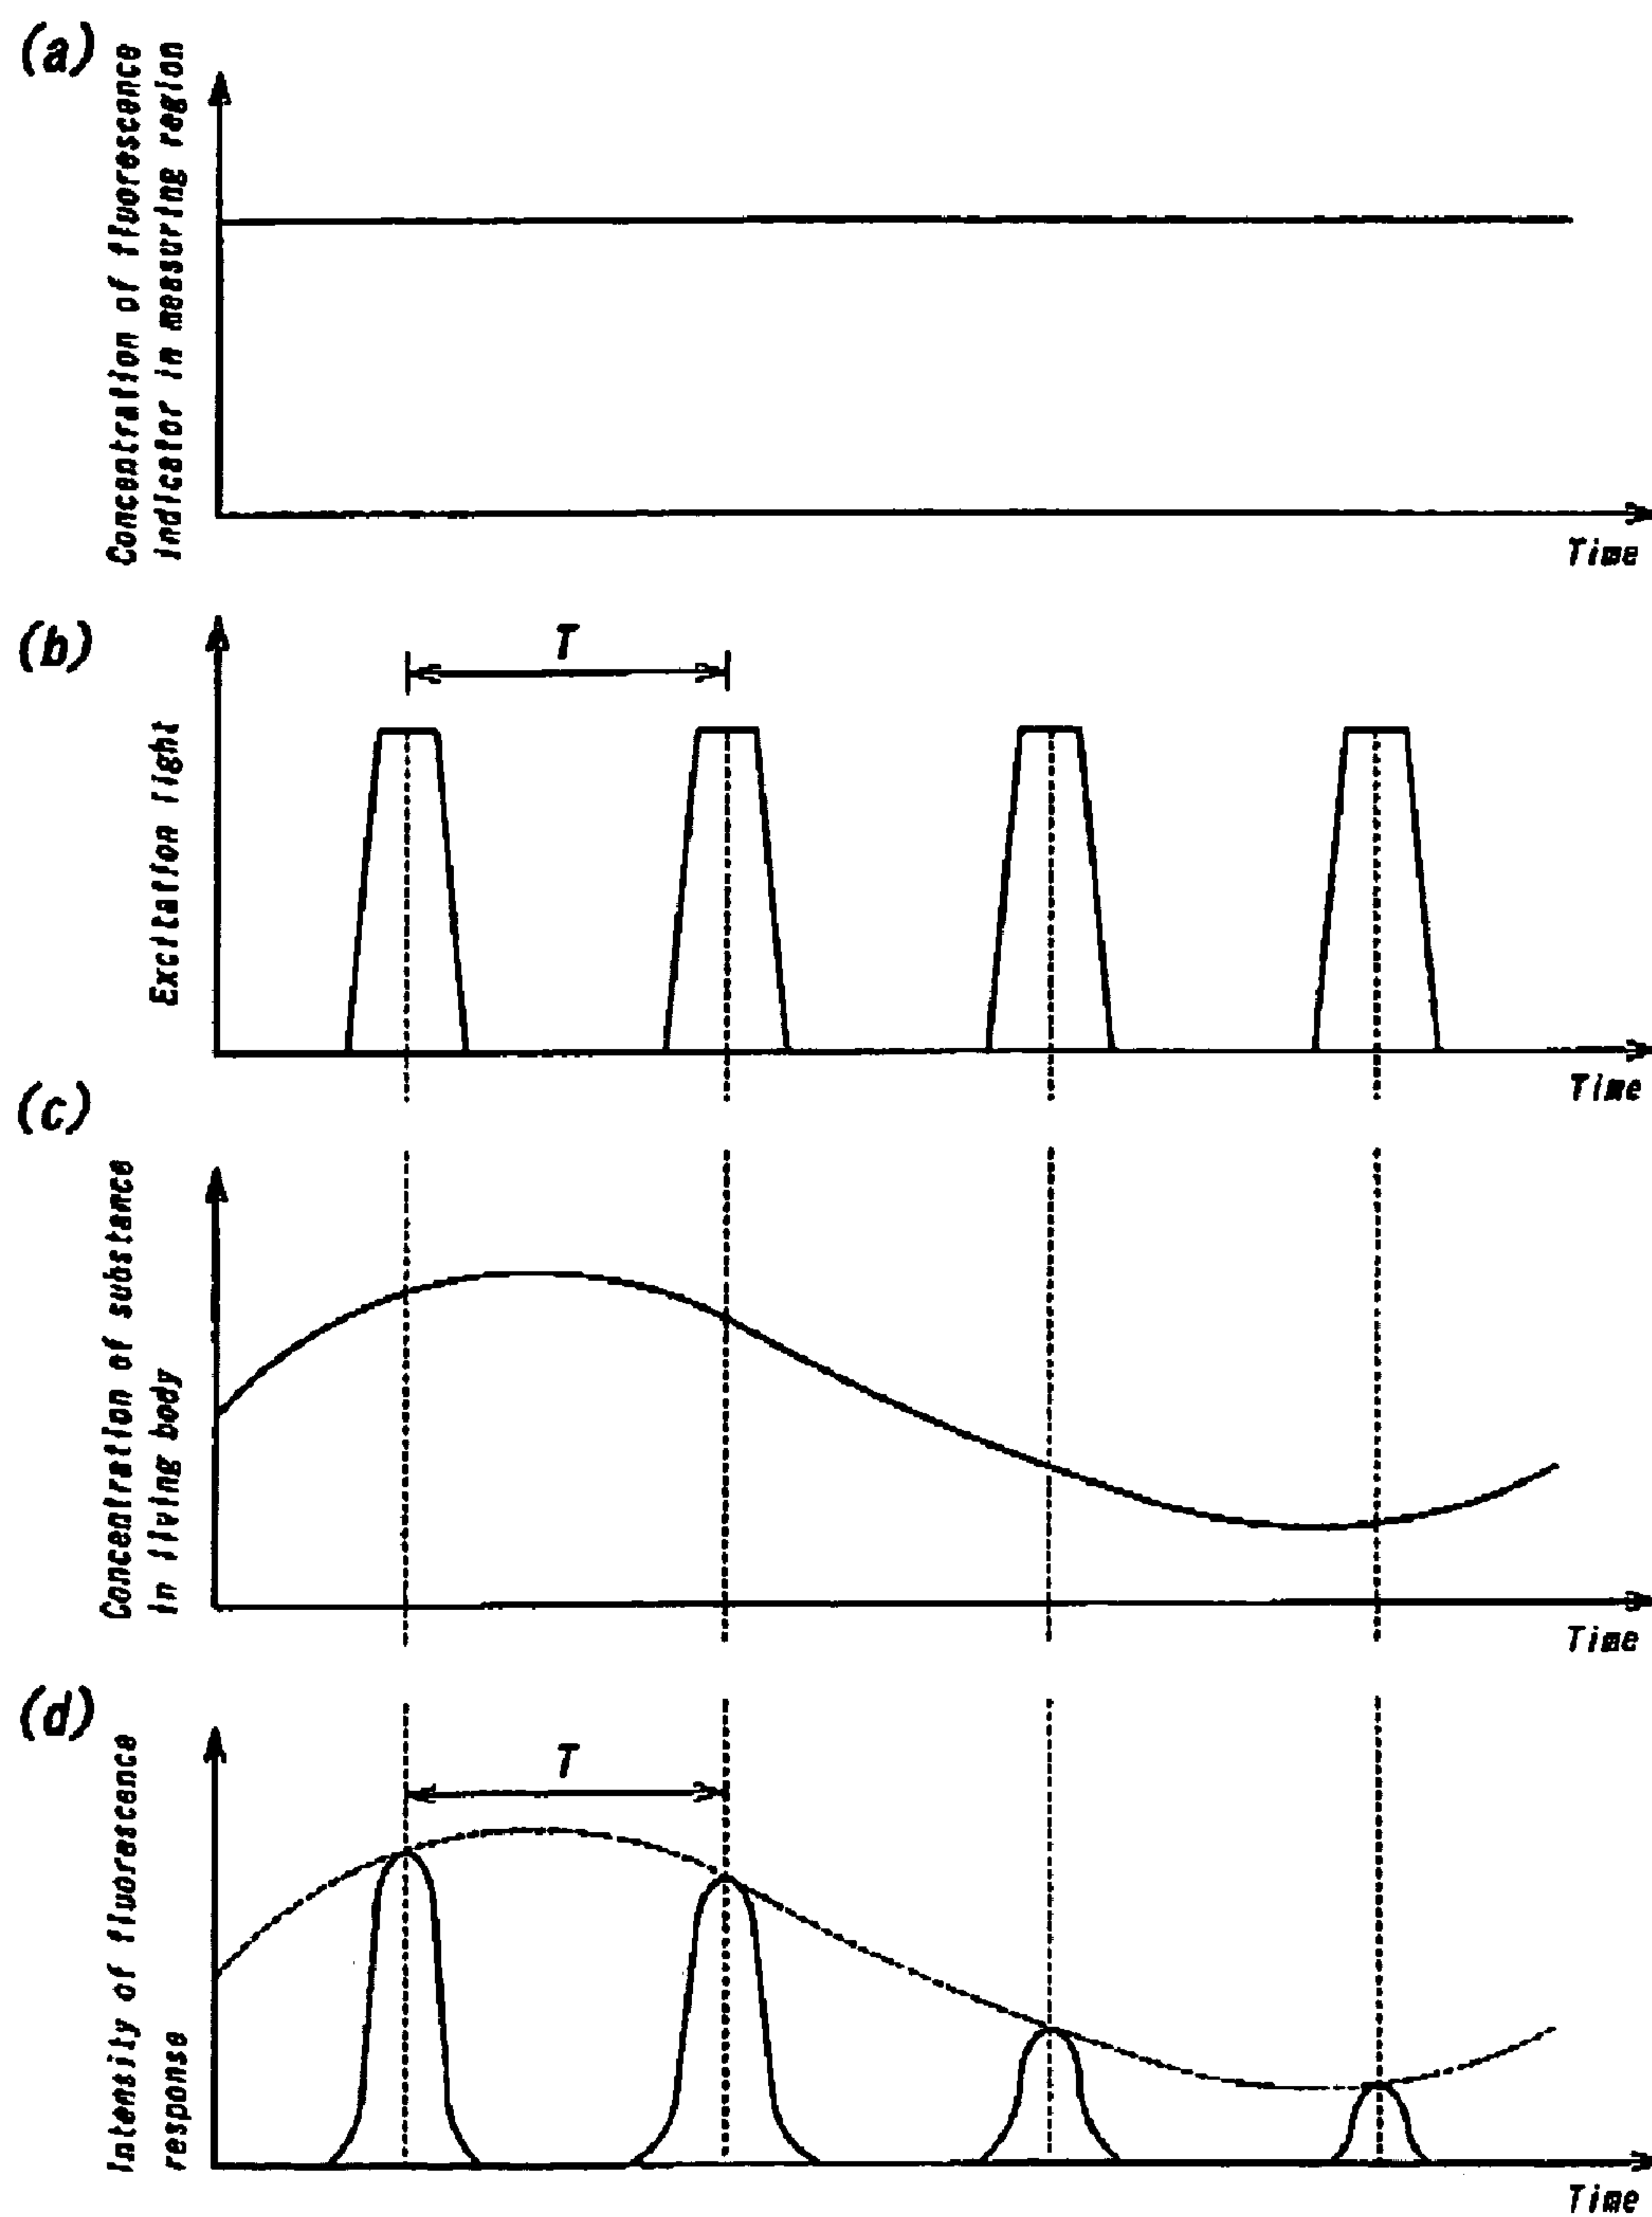 (a)
Concentration of fluorescence
indicator in measuring region
Time
(b)
T
Excitation light
Time
(c)
Concentration of substance
in living body
Time
(d)
T
Intensity of fluorescence
response
Time